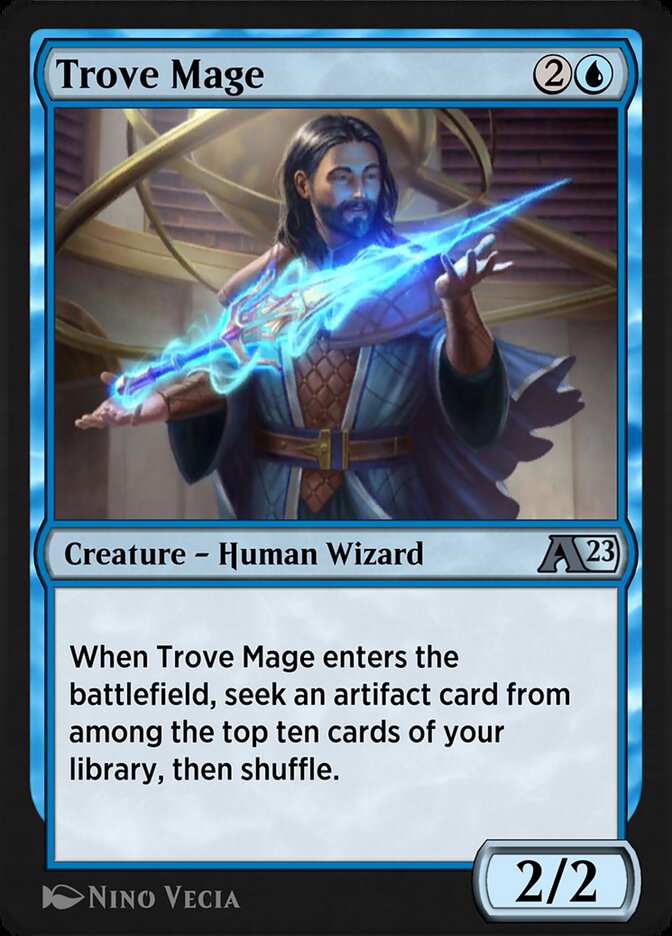 Trove Mage 2
Creature – Human Wizard A23
When Trove Mage enters the
battlefield, seek an artifact card from
among the top ten cards of your
library, then shuffle.
2/2
Nino Vecia